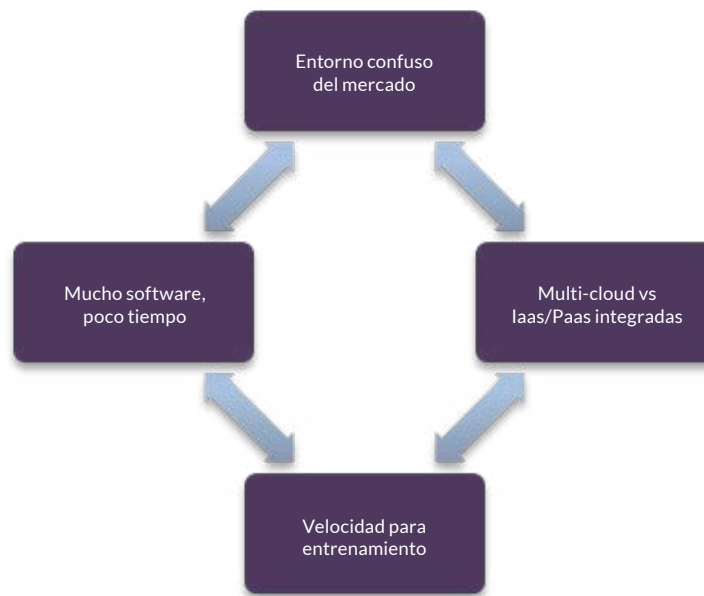 Entorno confuso
del mercado
Mucho software,
poco tiempo
Multi-cloud vs
Iaas/Paas integradas
Velocidad para
entrenamiento